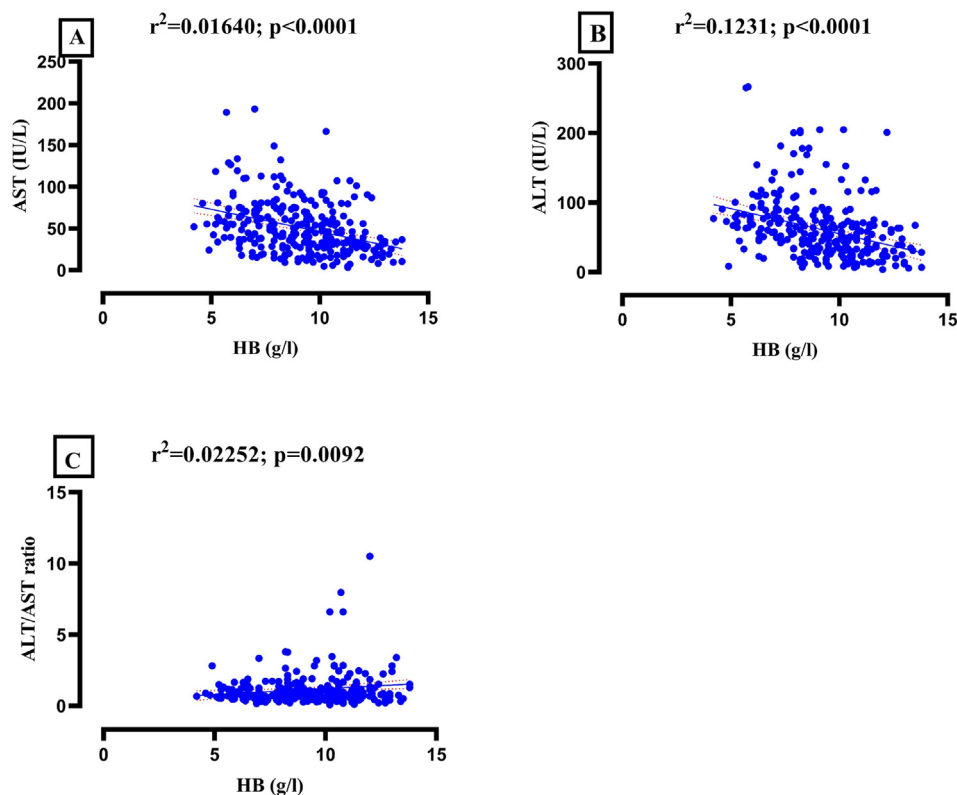 A
r²=0.01640; p<0.0001
250
200
150
100
50
0
AST (IU/L)
0 5 10 15
HB (g/l)
B
r²=0.1231; p<0.0001
300
200
100
0
ALT (IU/L)
0 5 10 15
HB (g/l)
C
r²=0.02252; p=0.0092
15
10
5
0
ALT/AST ratio
0 5 10 15
HB (g/l)